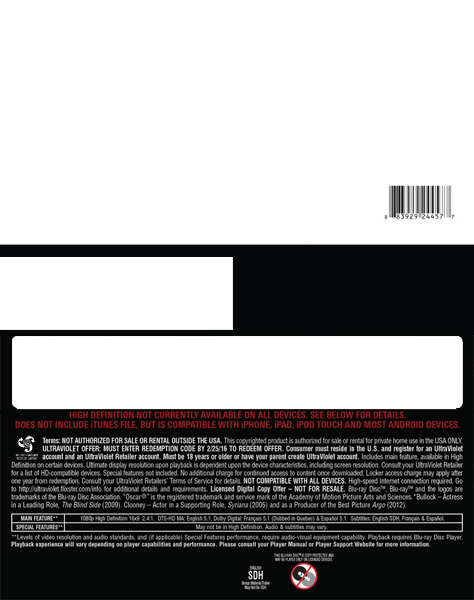 8 83929 24457 7
HIGH DEFINITION NOT CURRENTLY AVAILABLE ON ALL DEVICES. SEE BELOW FOR DETAILS.
DOES NOT INCLUDE iTUNES FILE, BUT IS COMPATIBLE WITH iPHONE, iPAD, iPOD TOUCH AND MOST ANDROID DEVICES.
Terms: NOT AUTHORIZED FOR SALE OR RENTAL OUTSIDE THE USA. This copyrighted product is authorized for sale or rental for private home use in the USA ONLY.
ULTRAVIOLET OFFER: MUST ENTER REDEMPTION CODE BY 2/25/16 TO REDEEM OFFER. Consumer must reside in the U.S. and register for an UltraViolet
account and an UltraViolet Retailer account. Must be 18 years or older or have your parent create UltraViolet account. Includes main feature, available in High
Definition on certain devices. Ultimate display resolution upon playback is dependent upon the device characteristics, including screen resolution. Consult your UltraViolet Retailer
for a list of HD-compatible devices. Special features not included. No additional charge for continued access to content once downloaded. Locker access charge may apply after
one year from redemption. Consult your UltraViolet Retailers' Terms of Service for details. NOT COMPATIBLE WITH ALL DEVICES. High-speed Internet connection required. Go
to http://ultraviolet.flixster.com/info for additional details and requirements. Licensed Digital Copy Offer – NOT FOR RESALE. Blu-ray Disc™, Blu-ray™ and the logos are
trademarks of the Blu-ray Disc Association. "Oscar®" is the registered trademark and service mark of the Academy of Motion Picture Arts and Sciences. *Bullock – Actress
in a Leading Role, The Blind Side (2009). Clooney – Actor in a Supporting Role, Syriana (2005) and as a Producer of the Best Picture Argo (2012).
MAIN FEATURE** 1080p High Definition 16x9 2.4:1. DTS-HD MA: English 5.1, Dolby Digital: Français 5.1 (Dubbed in Quebec) & Español 5.1. Subtitles: English SDH, Français & Español.
SPECIAL FEATURES** May not be in High Definition. Audio & subtitles may vary.
**Levels of video resolution and audio standards, and (if applicable) Special Features performance, require audio-visual equipment capability. Playback requires Blu-ray Disc Player.
Playback experience will vary depending on player capabilities and performance. Please consult your Player Manual or Player Support Website for more information.
THIS BLU-RAY DISC™ IS COPY PROTECTED AND
MAY BE PLAYED ONLY ON LICENSED DEVICES.
ENGLISH
SDH
Bonus Material/Trailer
May Not Be SDH.